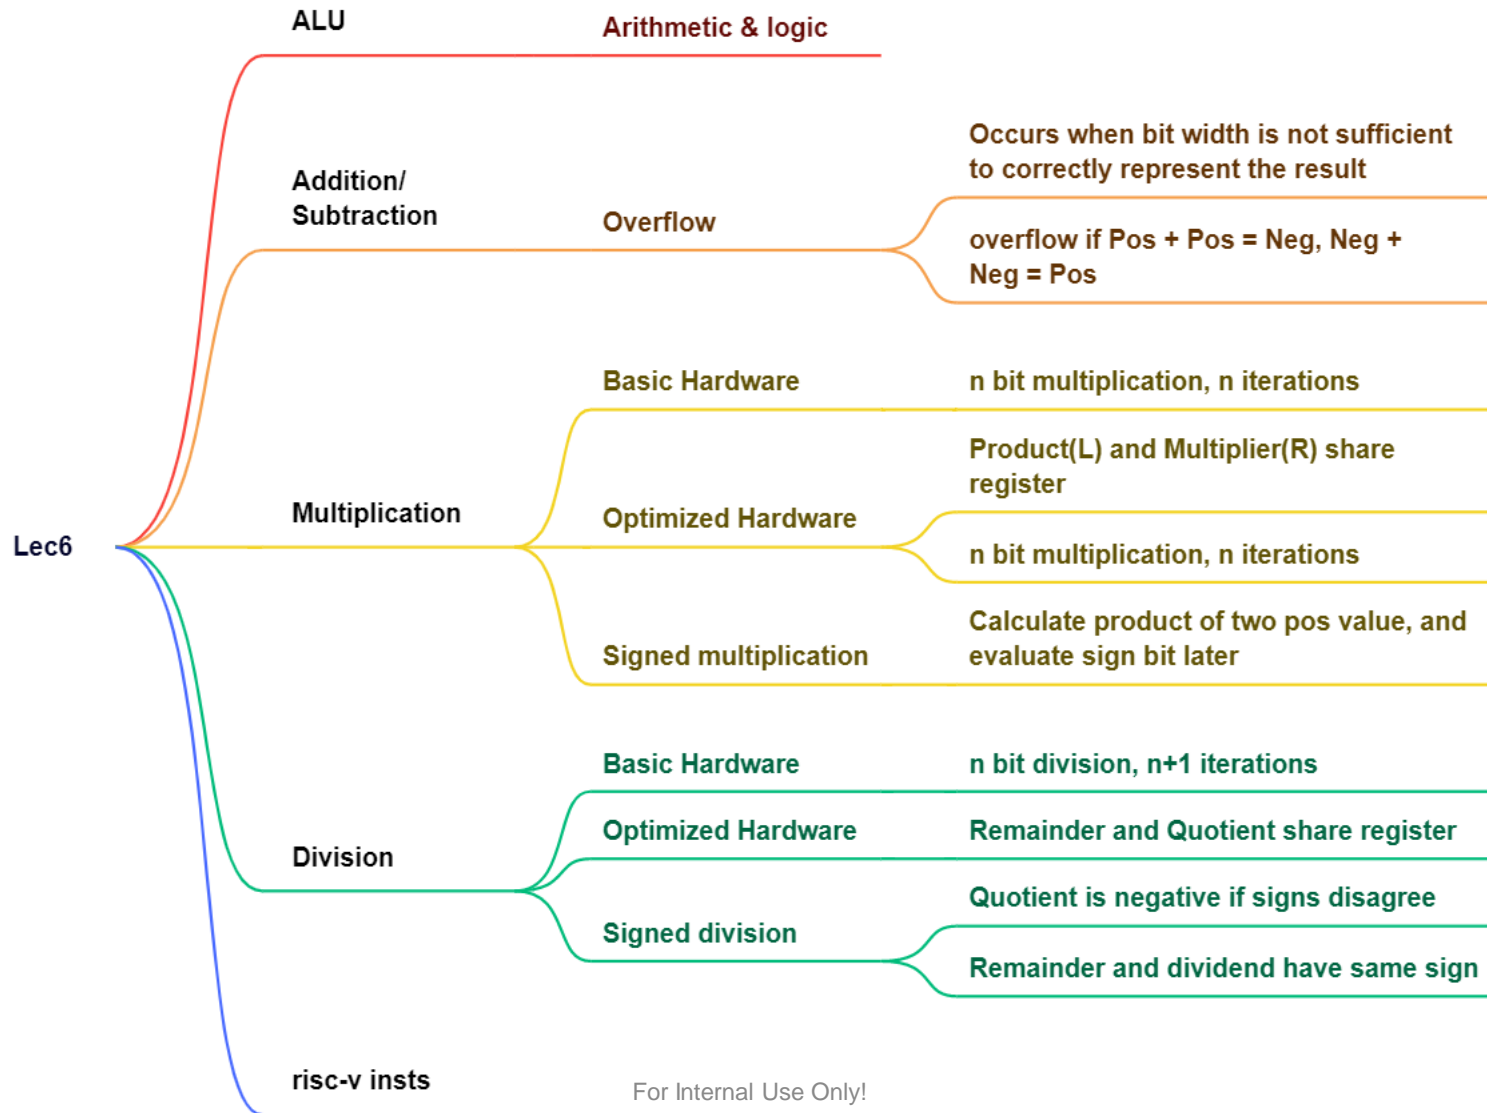 ALU
Arithmetic & logic
Addition/
Subtraction
Overflow
Occurs when bit width is not sufficient
to correctly represent the result
overflow if Pos + Pos = Neg, Neg +
Neg = Pos
Lec6
Multiplication
Basic Hardware
n bit multiplication, n iterations
Optimized Hardware
Product(L) and Multiplier(R) share
register
n bit multiplication, n iterations
Signed multiplication
Calculate product of two pos value, and
evaluate sign bit later
Division
Basic Hardware
n bit division, n+1 iterations
Optimized Hardware
Remainder and Quotient share register
Signed division
Quotient is negative if signs disagree
Remainder and dividend have same sign
risc-v insts
For Internal Use Only!